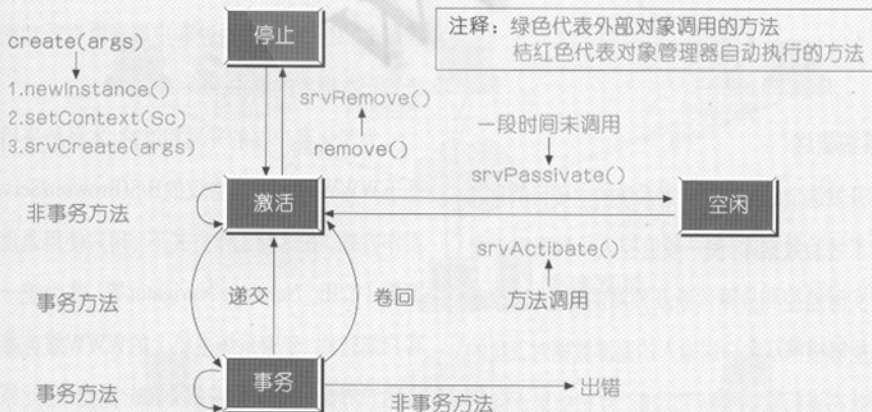 create(args)
停止
注释：绿色代表外部对象调用的方法
桔红色代表对象管理器自动执行的方法
1.newInstance()
2.setContext(Sc)
3.srvCreate(args)
srvRemove()
remove()
一段时间未调用
srvPassivate()
非事务方法
激活
空闲
srvActibate()
方法调用
事务方法
递交
卷回
事务方法
事务
非事务方法
出错